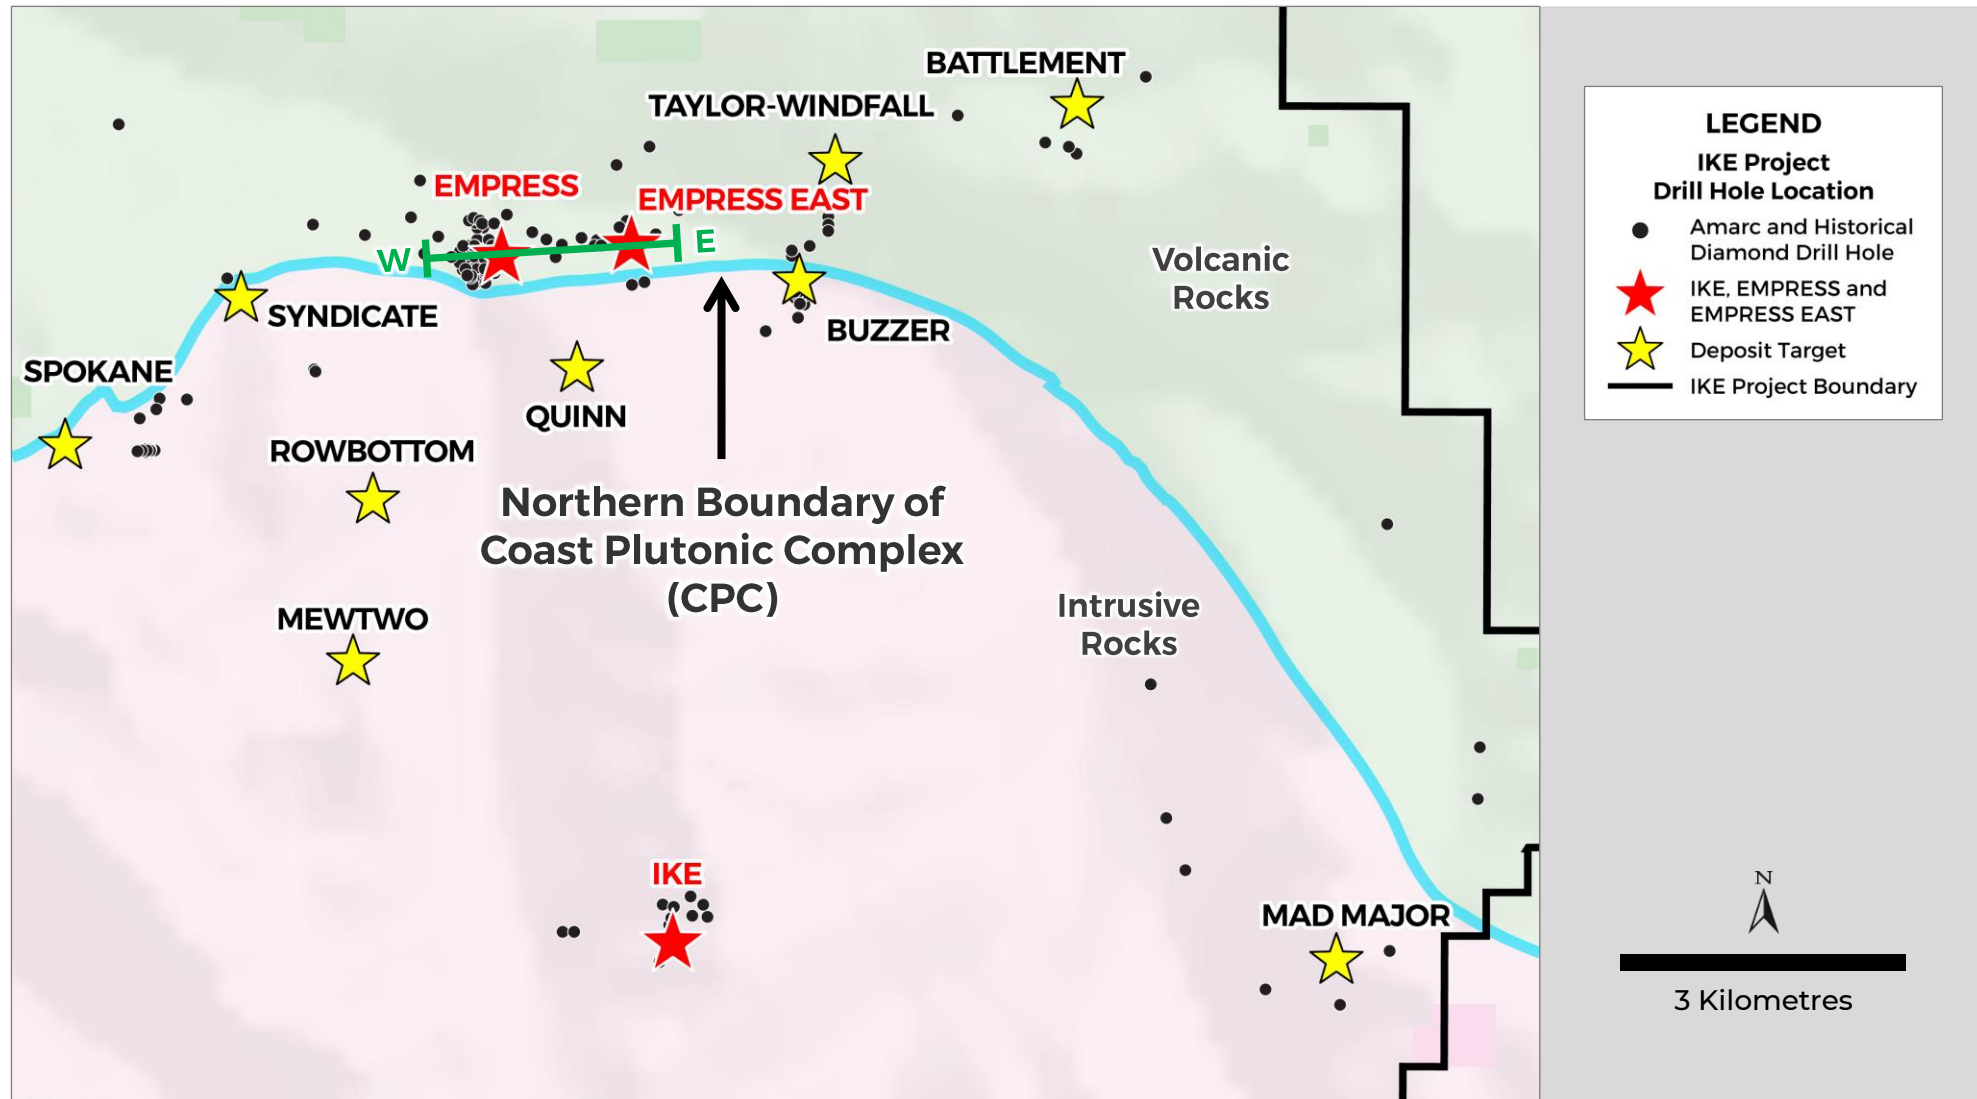 BATTLEMENT
TAYLOR-WINDFALL
EMPRESS
EMPRESS EAST
W
E
SYNDICATE
BUZZER
Volcanic
Rocks
SPOKANE
QUINN
ROWBOTTOM
Northern Boundary of
Coast Plutonic Complex
(CPC)
MEWTWO
Intrusive
Rocks
IKE
MAD MAJOR
LEGEND
IKE Project
Drill Hole Location
Amarc and Historical
Diamond Drill Hole
IKE, EMPRESS and
EMPRESS EAST
Deposit Target
IKE Project Boundary
N
3 Kilometres